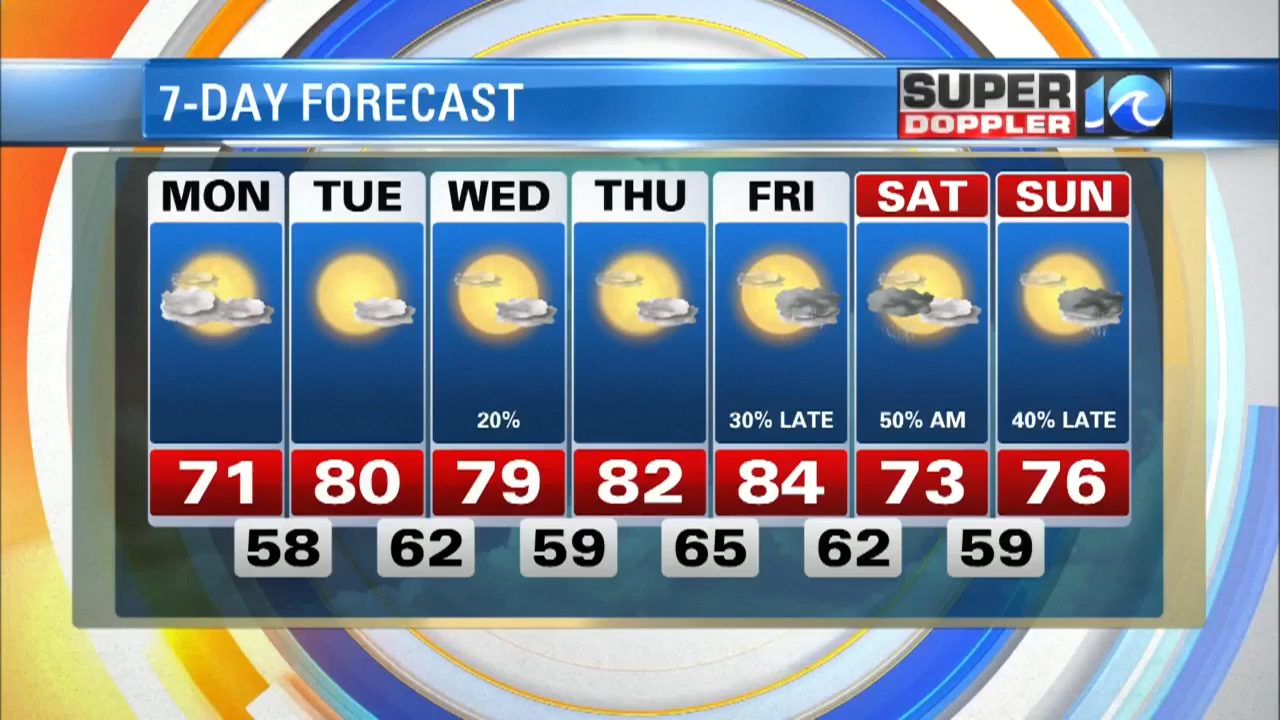 7-DAY FORECAST
SUPER
DOPPLER 10
MON TUE WED THU FRI SAT SUN
20% 30% LATE 50% AM 40% LATE
71 80 79 82 84 73 76
58 62 59 65 62 59